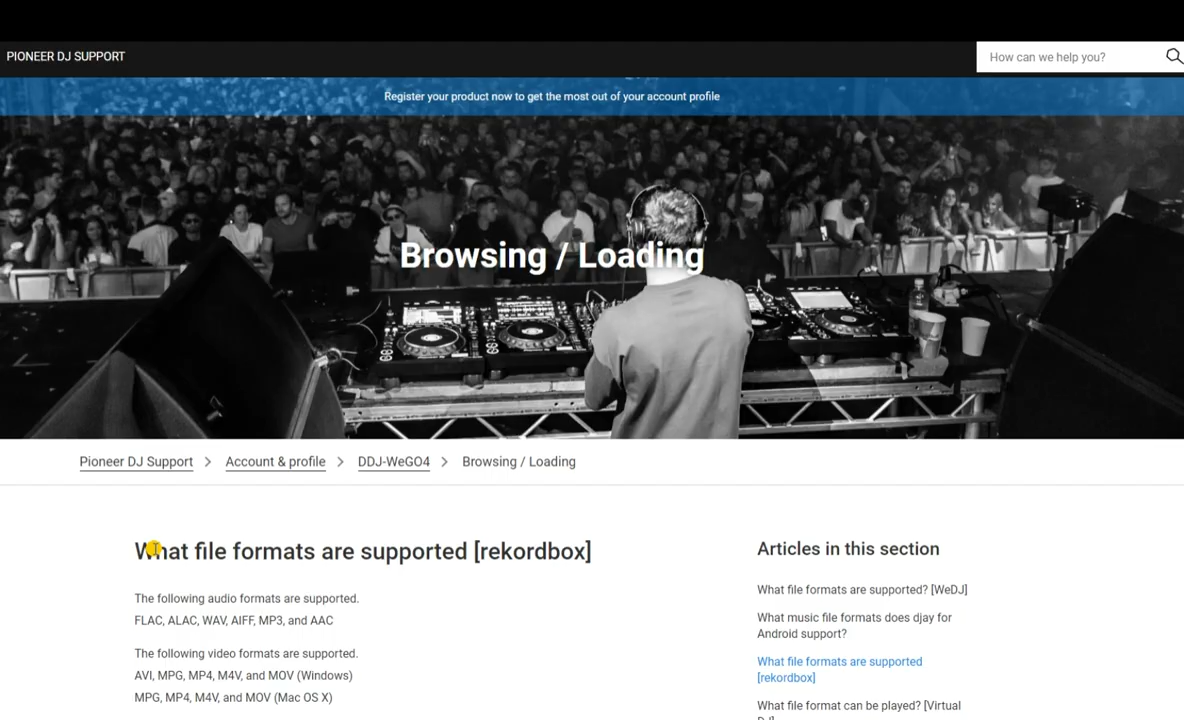 PIONEER DJ SUPPORT
How can we help you?
Register your product now to get the most out of your account profile
Browsing / Loading
Pioneer DJ Support > Account & profile > DDJ-WeGO4 > Browsing / Loading
What file formats are supported [rekordbox]
The following audio formats are supported.
FLAC, ALAC, WAV, AIFF, MP3, and AAC
The following video formats are supported.
AVI, MPG, MP4, M4V, and MOV (Windows)
MPG, MP4, M4V, and MOV (Mac OS X)
Articles in this section
What file formats are supported? [WeDJ]
What music file formats does djay for
Android support?
What file formats are supported
[rekordbox]
What file format can be played? [Virtual
DJ]